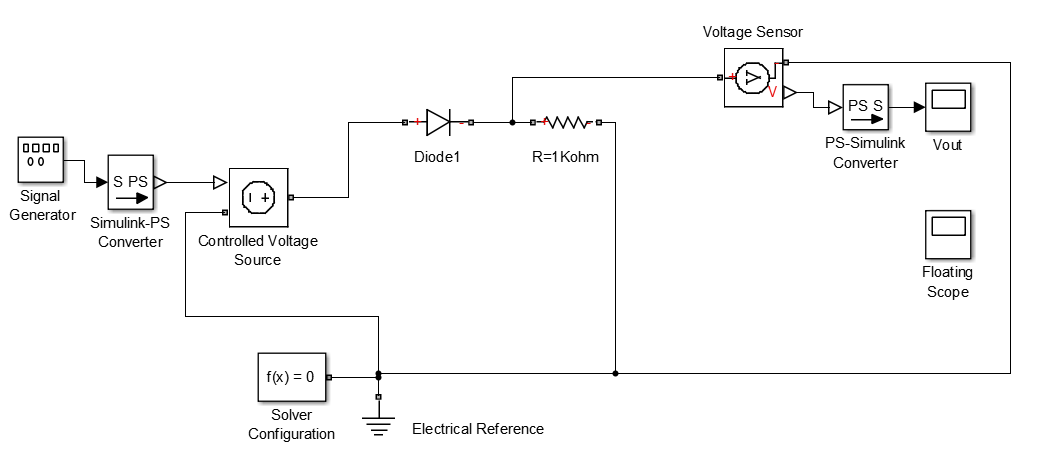 Voltage Sensor
+
V
PS S
PS-Simulink
Converter
Vout
+
Diode1
+
R=1Kohm
Signal
Generator
S PS
Simulink-PS
Converter
+
Controlled Voltage
Source
Floating
Scope
f(x) = 0
Solver
Configuration
Electrical Reference